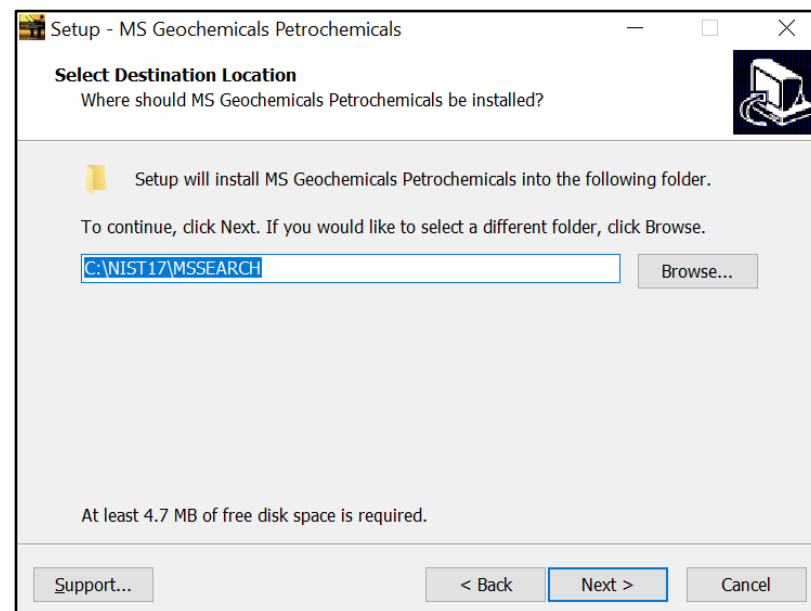 Setup - MS Geochemicals Petrochemicals
Select Destination Location
Where should MS Geochemicals Petrochemicals be installed?
Setup will install MS Geochemicals Petrochemicals into the following folder.
To continue, click Next. If you would like to select a different folder, click Browse.
C:\NIST17\MSSEARCH
Browse...
At least 4.7 MB of free disk space is required.
Support...
< Back
Next >
Cancel